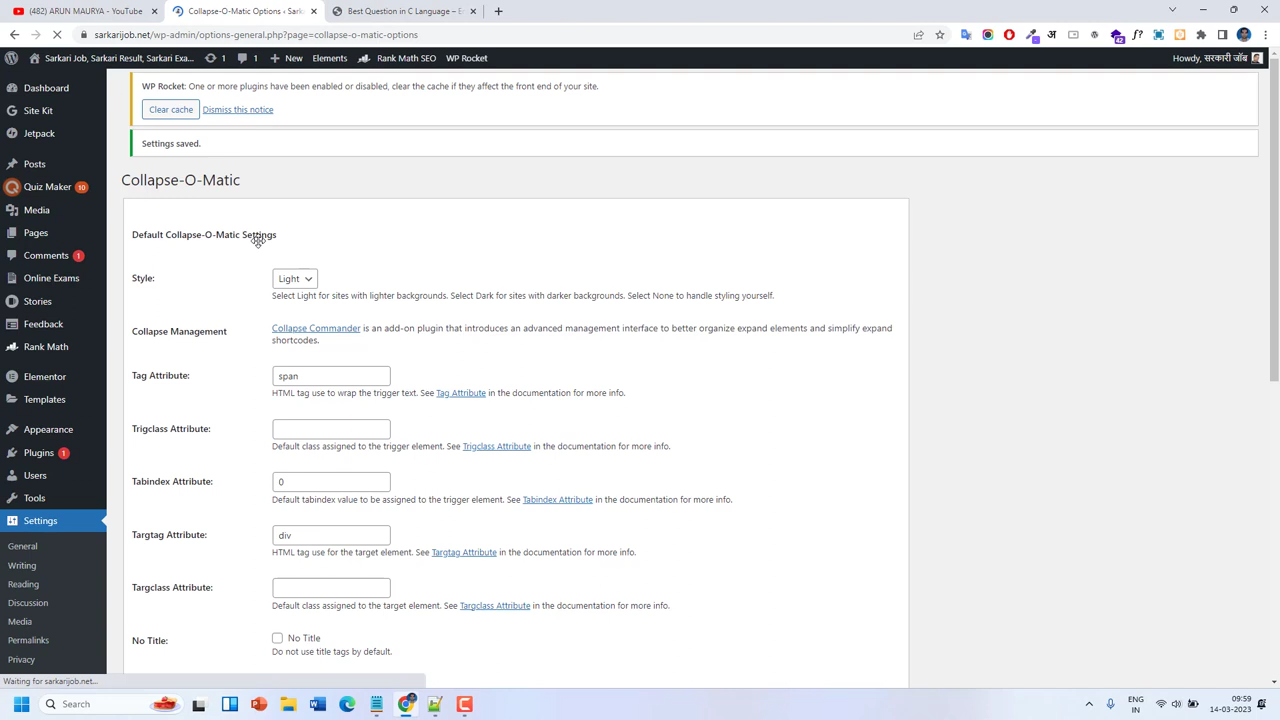 (482) ARUN MAURYA - YouTube
Collapse-O-Matic Options ‹ Sarka
Best Question in C Language – Ex
sarkarijob.net/wp-admin/options-general.php?page=collapse-o-matic-options
Sarkari Job, Sarkari Result, Sarkari Exa...
1
1
New
Elements
Rank Math SEO
WP Rocket
Howdy, सरकारी जॉब
Dashboard
Site Kit
Jetpack
Posts
Quiz Maker 10
Media
Pages
Comments 1
Online Exams
Stories
Feedback
Rank Math
Elementor
Templates
Appearance
Plugins 1
Users
Tools
Settings
General
Writing
Reading
Discussion
Media
Permalinks
Privacy
WP Rocket: One or more plugins have been enabled or disabled, clear the cache if they affect the front end of your site.
Clear cache Dismiss this notice
Settings saved.
Collapse-O-Matic
Default Collapse-O-Matic Settings
Style:
Light
Select Light for sites with lighter backgrounds. Select Dark for sites with darker backgrounds. Select None to handle styling yourself.
Collapse Management
Collapse Commander is an add-on plugin that introduces an advanced management interface to better organize expand elements and simplify expand
shortcodes.
Tag Attribute:
span
HTML tag use to wrap the trigger text. See Tag Attribute in the documentation for more info.
Trigclass Attribute:
Default class assigned to the trigger element. See Trigclass Attribute in the documentation for more info.
Tabindex Attribute:
0
Default tabindex value to be assigned to the trigger element. See Tabindex Attribute in the documentation for more info.
Targtag Attribute:
div
HTML tag use for the target element. See Targtag Attribute in the documentation for more info.
Targclass Attribute:
Default class assigned to the target element. See Targclass Attribute in the documentation for more info.
No Title:
No Title
Do not use title tags by default.
Waiting for sarkarijob.net...
Search
ENG
IN
09:59
14-03-2023